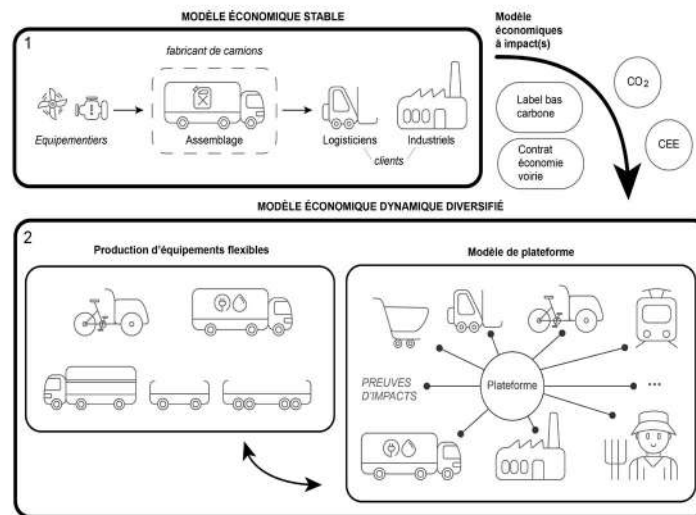 MODÈLE ÉCONOMIQUE STABLE
1
fabricant de camions
Equipementiers
Assemblage
Logisticiens
Industriels
clients
Modèle
économiques
à impact(s)
CO2
Label bas
carbone
CEE
Contrat
économie
voirie
MODÈLE ÉCONOMIQUE DYNAMIQUE DIVERSIFIÉ
2
Production d'équipements flexibles
Modèle de plateforme
PREUVES
D'IMPACTS
Plateforme
...